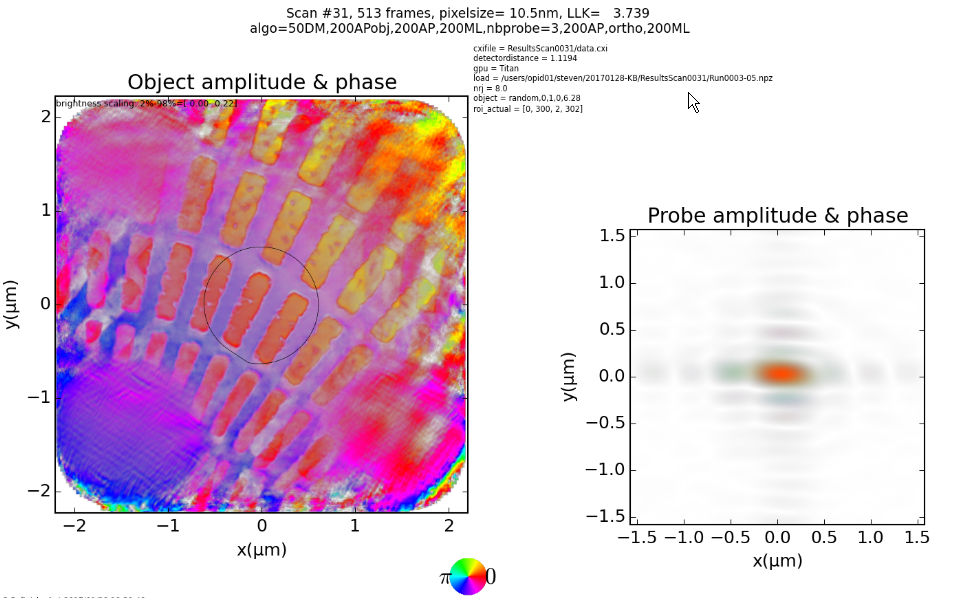 Scan #31, 513 frames, pixelsize= 10.5nm, LLK= 3.739
algo=50DM,200APobj,200AP,200ML,nbprobe=3,200AP,ortho,200ML
cxifile = ResultsScan0031/data.cxi
detectordistance = 1.1194
gpu = Titan
load = /users/opid01/steven/20170128-KB/ResultsScan0031/Run0003-05.npz
nrj = 8.0
object = random,0,1,0,6.28
roi_actual = [0, 300, 2, 302]
Object amplitude & phase
brightness scaling: 2%-98%=[ 0.00 0.22]
2
1
0
−1
−2
y(μm)
−2 −1 0 1 2
x(μm)
Probe amplitude & phase
1.5
1.0
0.5
0.0
−0.5
−1.0
−1.5
y(μm)
−1.5 −1.0 −0.5 0.0 0.5 1.0 1.5
x(μm)
π 0